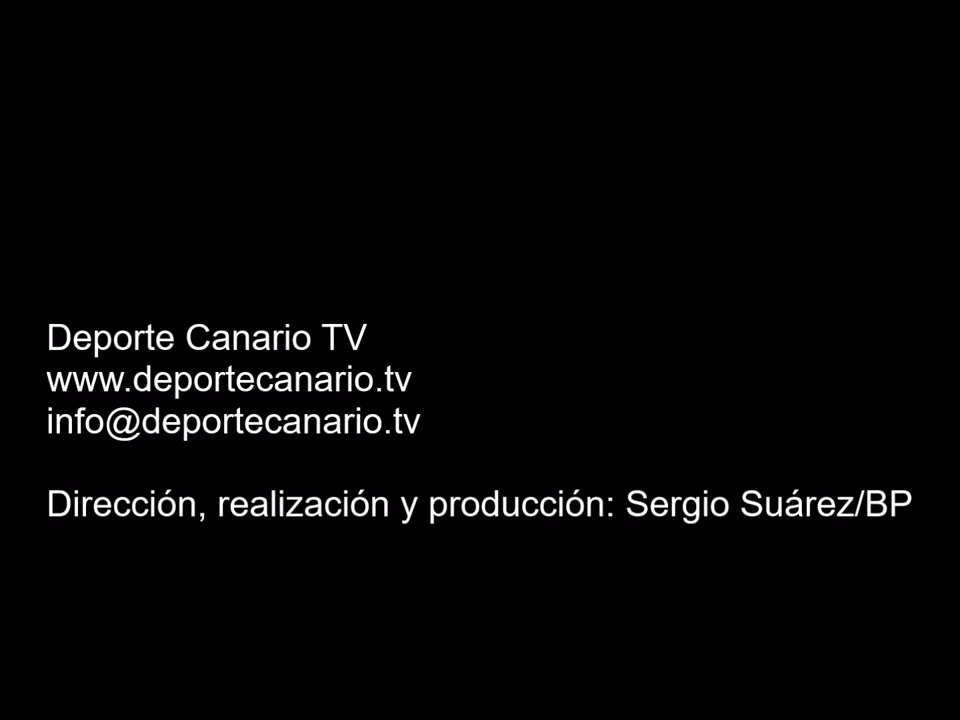 Deporte Canario TV
www.deportecanario.tv
info@deportecanario.tv
Dirección, realización y producción: Sergio Suárez/BP